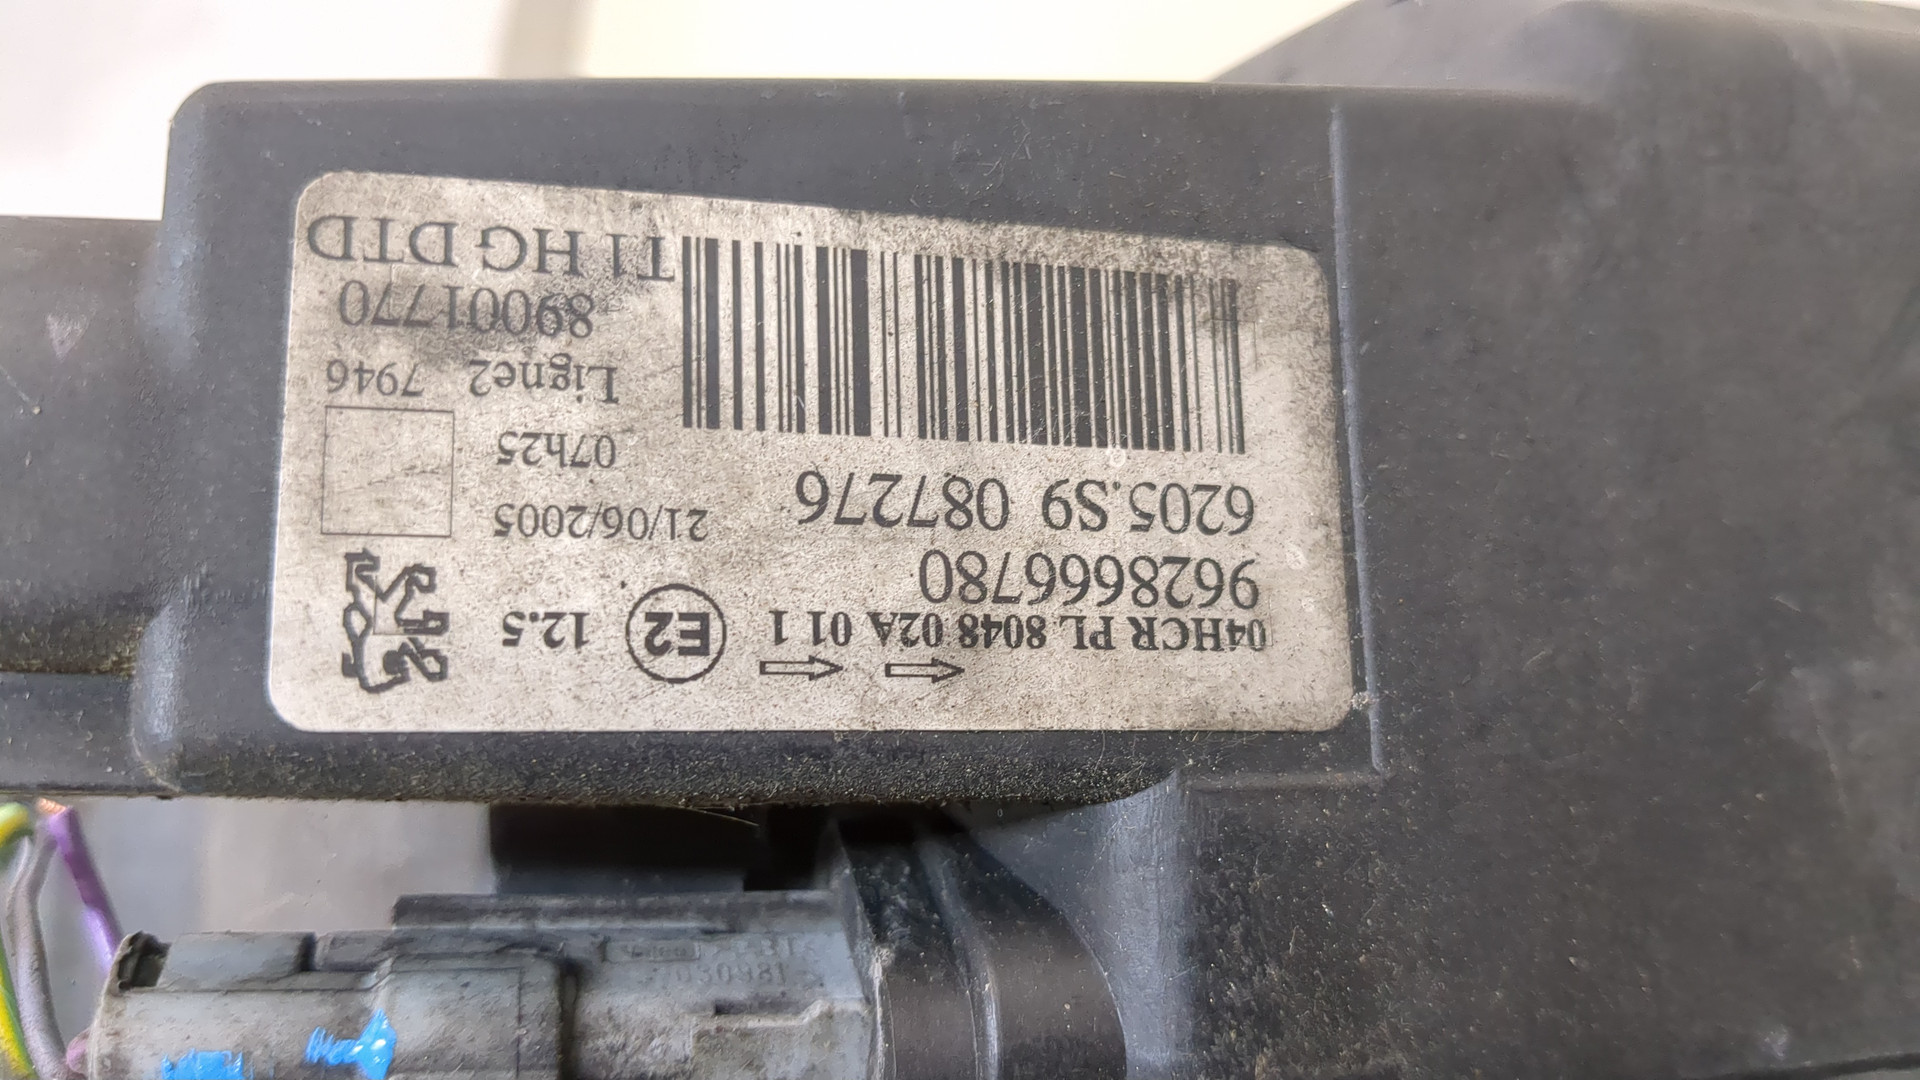 04HCR PL 8048 02A 01 1 E2 12.5
9628666780
6205.S9 087276
21/06/2005
07h25
Ligne2 7946
89001770
T1 HG DTD
030981